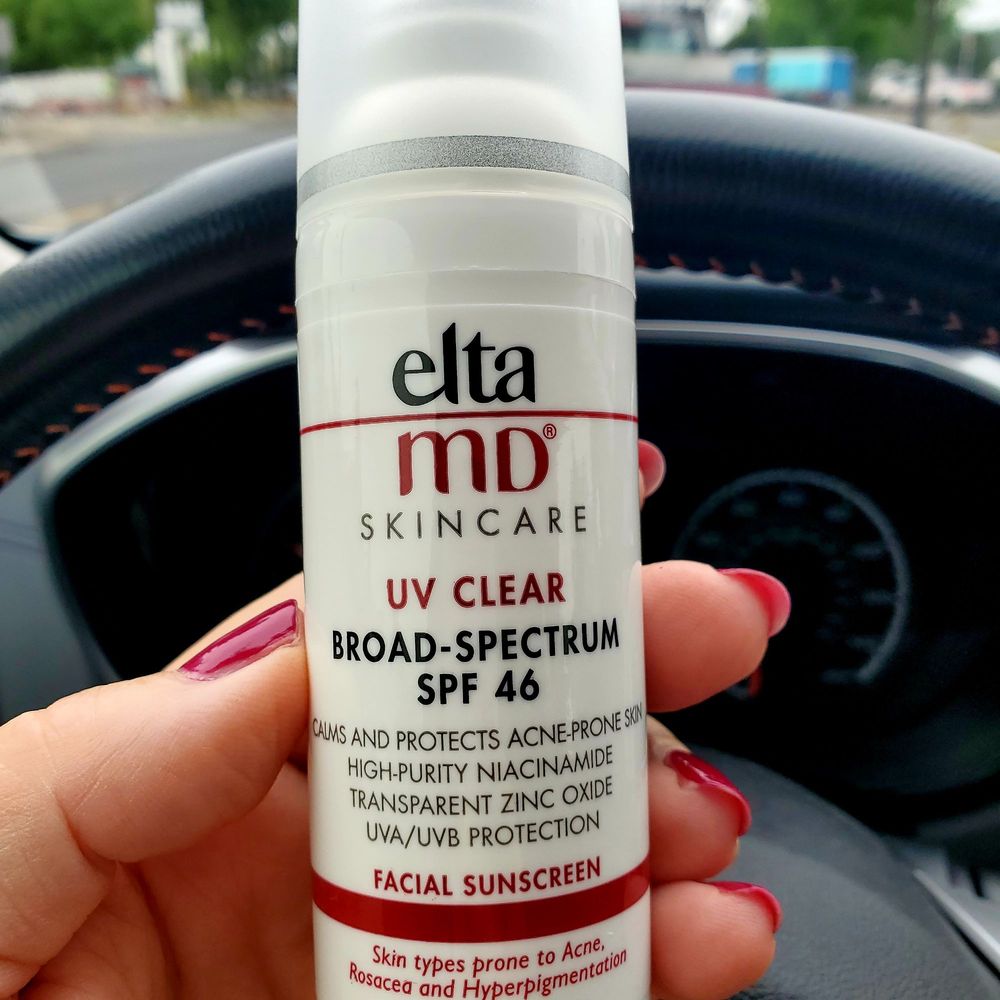 elta
MD®
SKINCARE
UV CLEAR
BROAD-SPECTRUM
SPF 46
CALMS AND PROTECTS ACNE-PRONE SKIN
HIGH-PURITY NIACINAMIDE
TRANSPARENT ZINC OXIDE
UVA/UVB PROTECTION
FACIAL SUNSCREEN
Skin types prone to Acne,
Rosacea and Hyperpigmentation